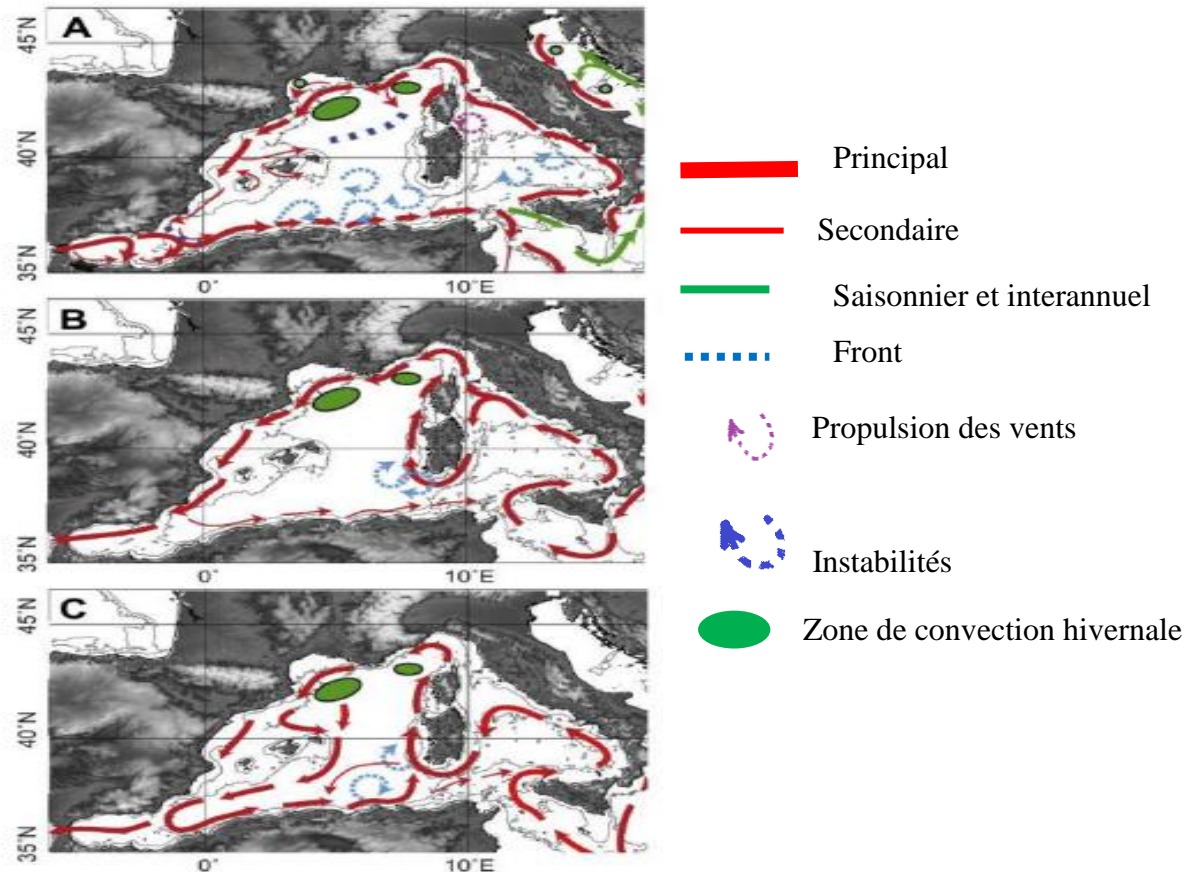 A
45°N
40°N
35°N
0°
10°E
B
45°N
40°N
35°N
0°
10°E
C
45°N
40°N
35°N
0°
10°E
Principal
Secondaire
Saisonnier et interannuel
Front
Propulsion des vents
Instabilités
Zone de convection hivernale